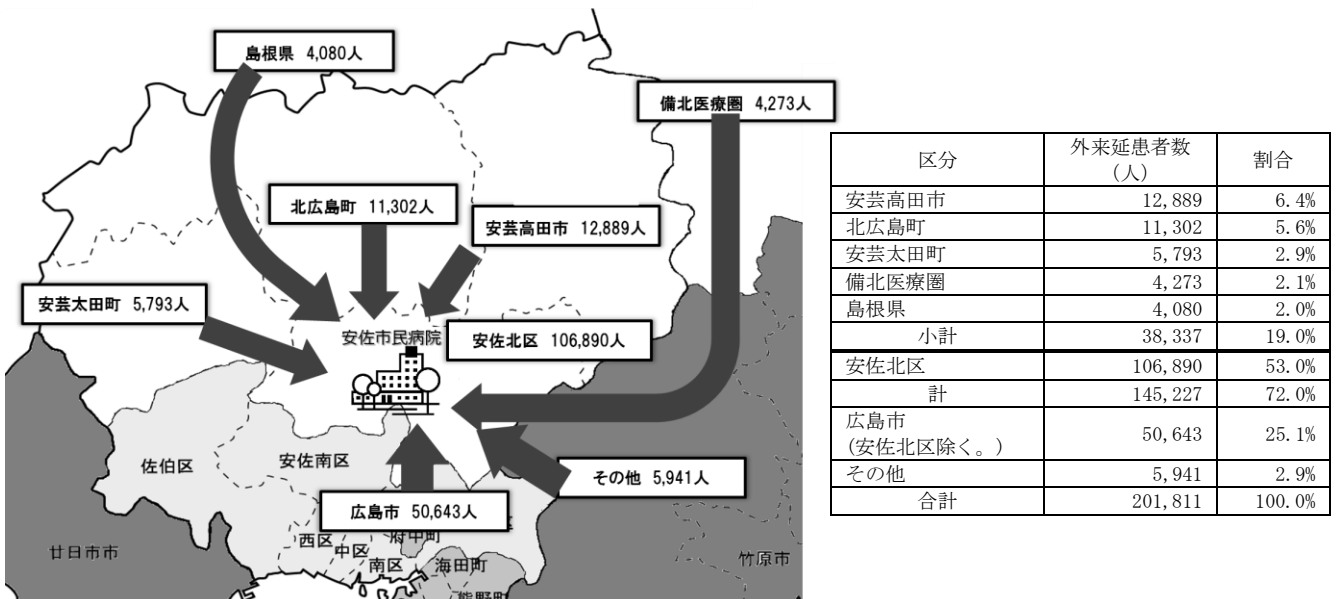 島根県 4,080人
備北医療圏 4,273人
北広島町 11,302人
安芸高田市 12,889人
安芸太田町 5,793人
安佐市民病院
安佐北区 106,890人
佐伯区
安佐南区
その他 5,941人
広島市 50,643人
西区
中区
南区
府中町
海田町
熊野町
廿日市市
竹原市
区分 外来延患者数 割合
(人)
安芸高田市 12,889 6.4%
北広島町 11,302 5.6%
安芸太田町 5,793 2.9%
備北医療圏 4,273 2.1%
島根県 4,080 2.0%
小計 38,337 19.0%
安佐北区 106,890 53.0%
計 145,227 72.0%
広島市
(安佐北区除く。) 50,643 25.1%
その他 5,941 2.9%
合計 201,811 100.0%